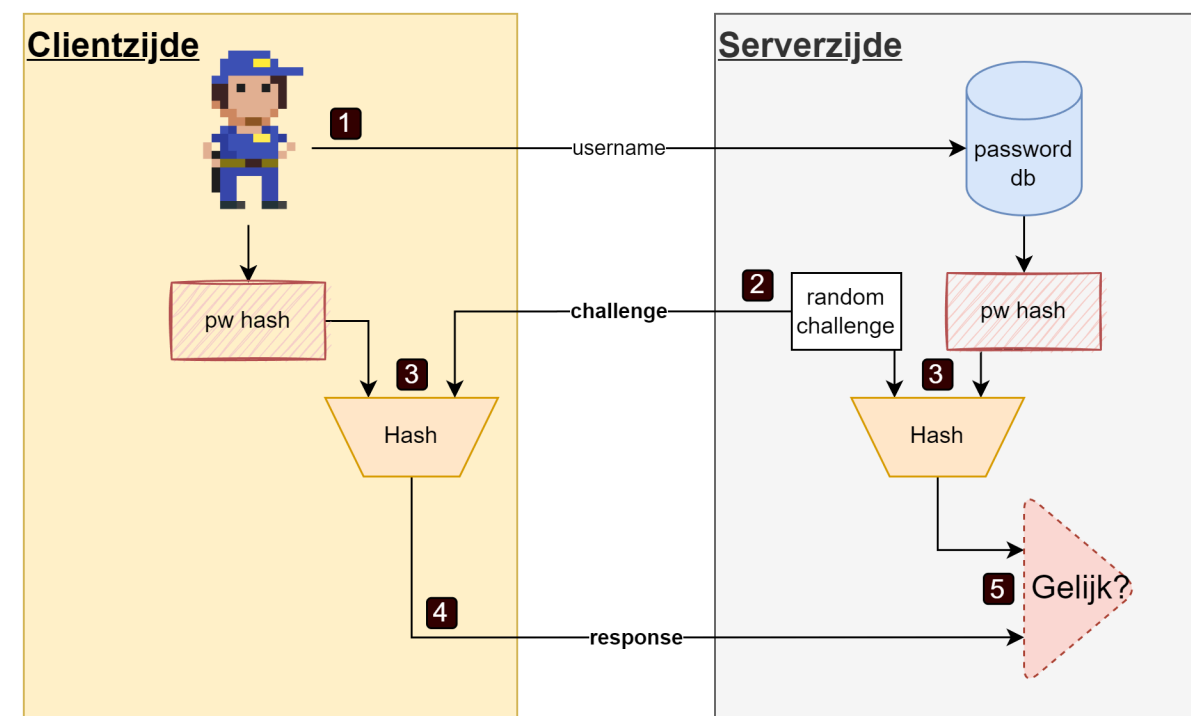 Clientzijde
Serverzijde
1
username
password
db
2
random
challenge
challenge
pw hash
pw hash
3
3
Hash
Hash
4
response
5
Gelijk?